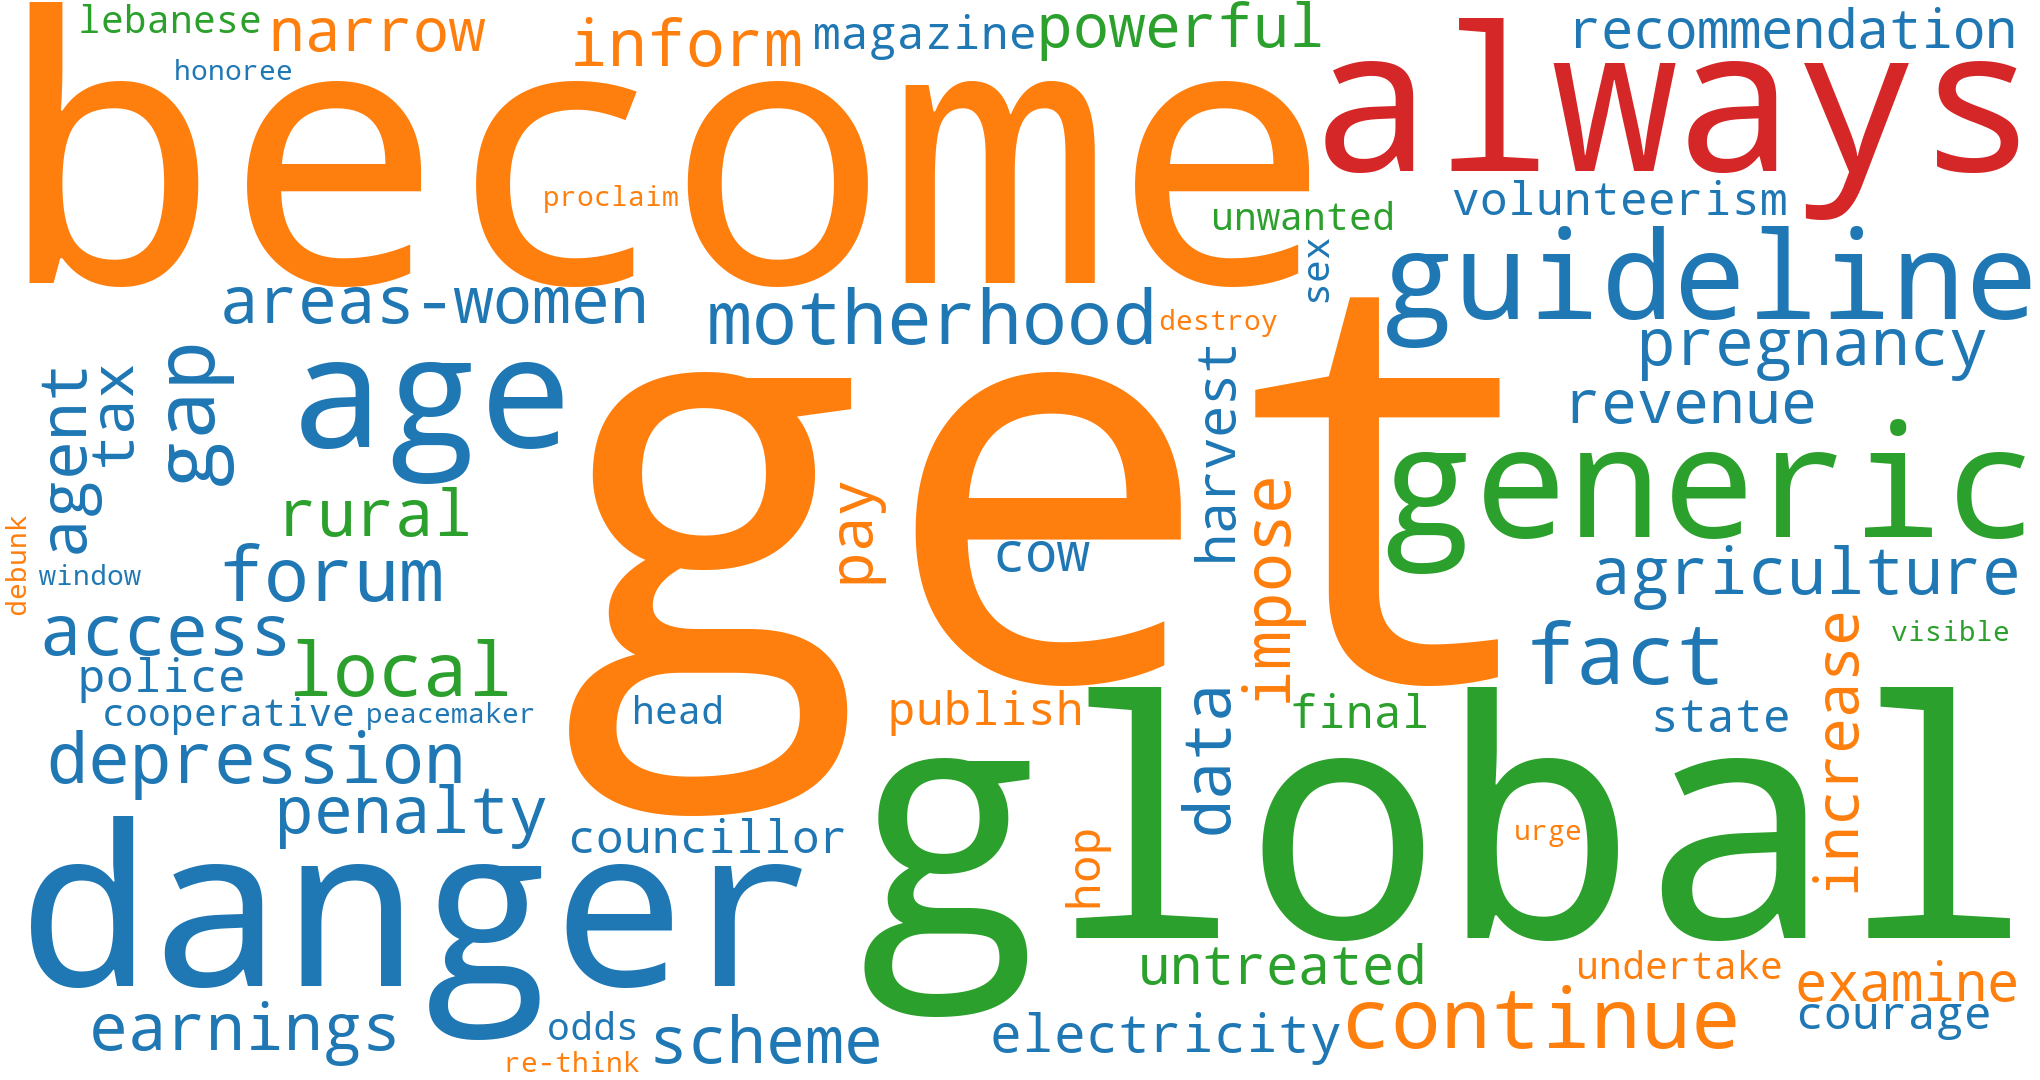 lebanese
narrow
inform
magazine
powerful
always
recommendation
honoree
become
proclaim
volunteerism
unwanted
sex
guideline
areas-women
motherhood
destroy
pregnancy
agent
tax
gap
age
get
harvest
revenue
generic
rural
pay
cow
impose
debunk
window
forum
agriculture
access
local
fact
increase
visible
police
cooperative
peacemaker
head
publish
data
final
state
depression
penalty
councillor
global
hop
urge
danger
untreated
undertake
examine
earnings
odds
scheme
electricity
continue
courage
re-think